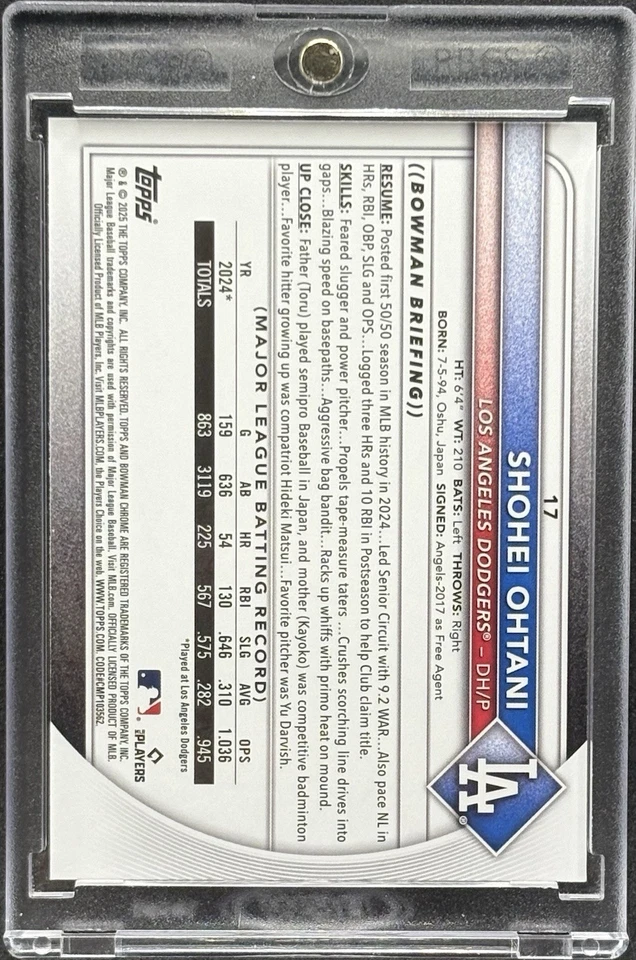 17
SHOHEI OHTANI
LOS ANGELES DODGERS® – DH/P
LA®
HT: 6'4" WT: 210 BATS: Left THROWS: Right
BORN: 7-5-94, Oshu, Japan SIGNED: Angels-2017 as Free Agent
((BOWMAN BRIEFING))
RESUME: Posted first 50/50 season in MLB history in 2024....Led Senior Circuit with 9.2 WAR...Also pace NL in
HRs, RBI, OBP, SLG and OPS....Logged three HRs and 10 RBI in Postseason to help Club claim title.
SKILLS: Feared slugger and power pitcher...Propels tape-measure taters ...Crushes scorching line drives into
gaps...Blazing speed on basepaths...Aggressive bag bandit...Racks up whiffs with primo heat on mound.
UP CLOSE: Father (Toru) played semipro Baseball in Japan, and mother (Kayoko) was competitive badminton
player...Favorite hitter growing up was compatriot Hideki Matsui...Favorite pitcher was Yu Darvish.
(MAJOR LEAGUE BATTING RECORD)
YR G AB HR RBI SLG AVG OPS
2024* 159 636 54 130 .646 .310 1.036
TOTALS 863 3119 225 567 .575 .282 .945
*Played at Los Angeles Dodgers
topps®
® PLAYERS
® & © 2025 THE TOPPS COMPANY, INC. ALL RIGHTS RESERVED. TOPPS AND BOWMAN CHROME ARE REGISTERED TRADEMARKS OF THE TOPPS COMPANY, INC.
Major League Baseball trademarks and copyrights are used with permission of Major League Baseball. Visit MLB.com. OFFICIALLY LICENSED PRODUCT OF MLB
Officially Licensed Product of MLB Players, Inc. Visit MLBPLAYERS.COM, the Players Choice on the web. WWW.TOPPS.COM. CODE#CMP103562